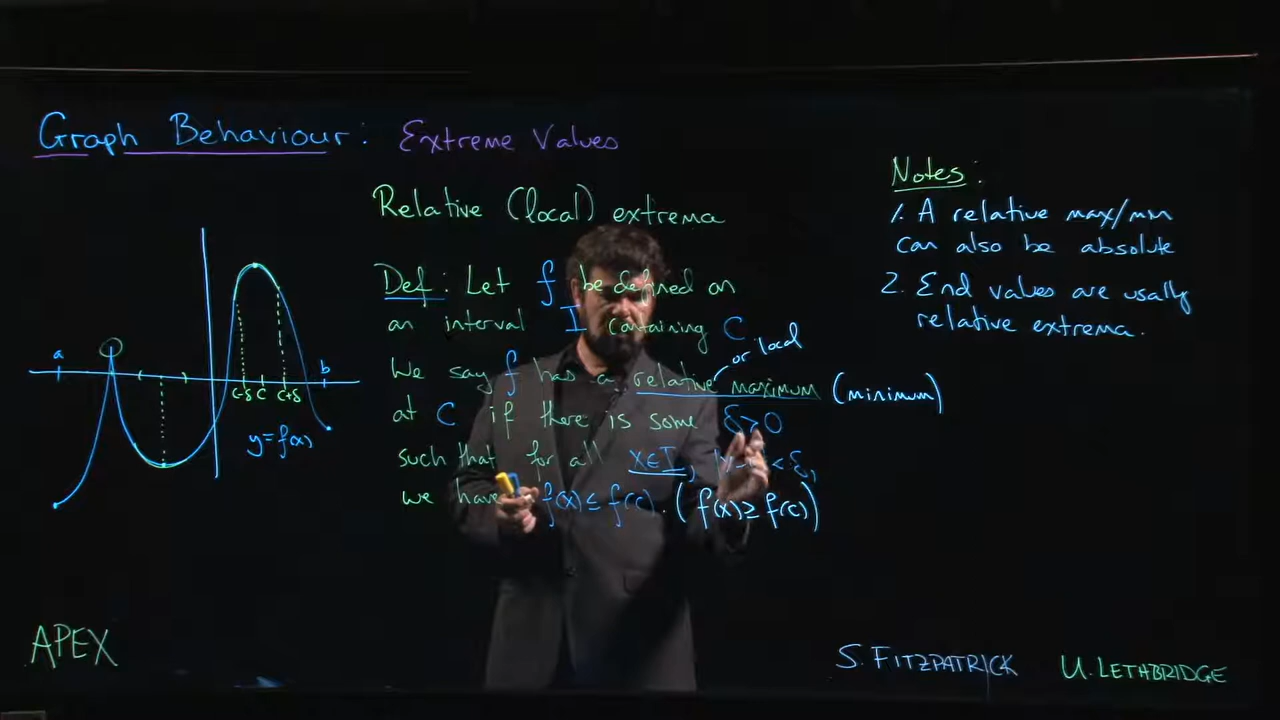 Graph Behaviour: Extreme Values
Relative (local) extrema
Def: Let f be defined on
an interval I containing C
We say f has a relative maximum (minimum)
or local
at C if there is some δ>0
such that for all x∈I, |x-c|<δ,
we have f(x)≤f(c). (f(x)≥f(c))
Notes:
1. A relative max/min
can also be absolute
2. End values are usally
relative extrema.
a
b
c-δ c c+δ
y=f(x)
APEX
S. FITZPATRICK
U. LETHBRIDGE